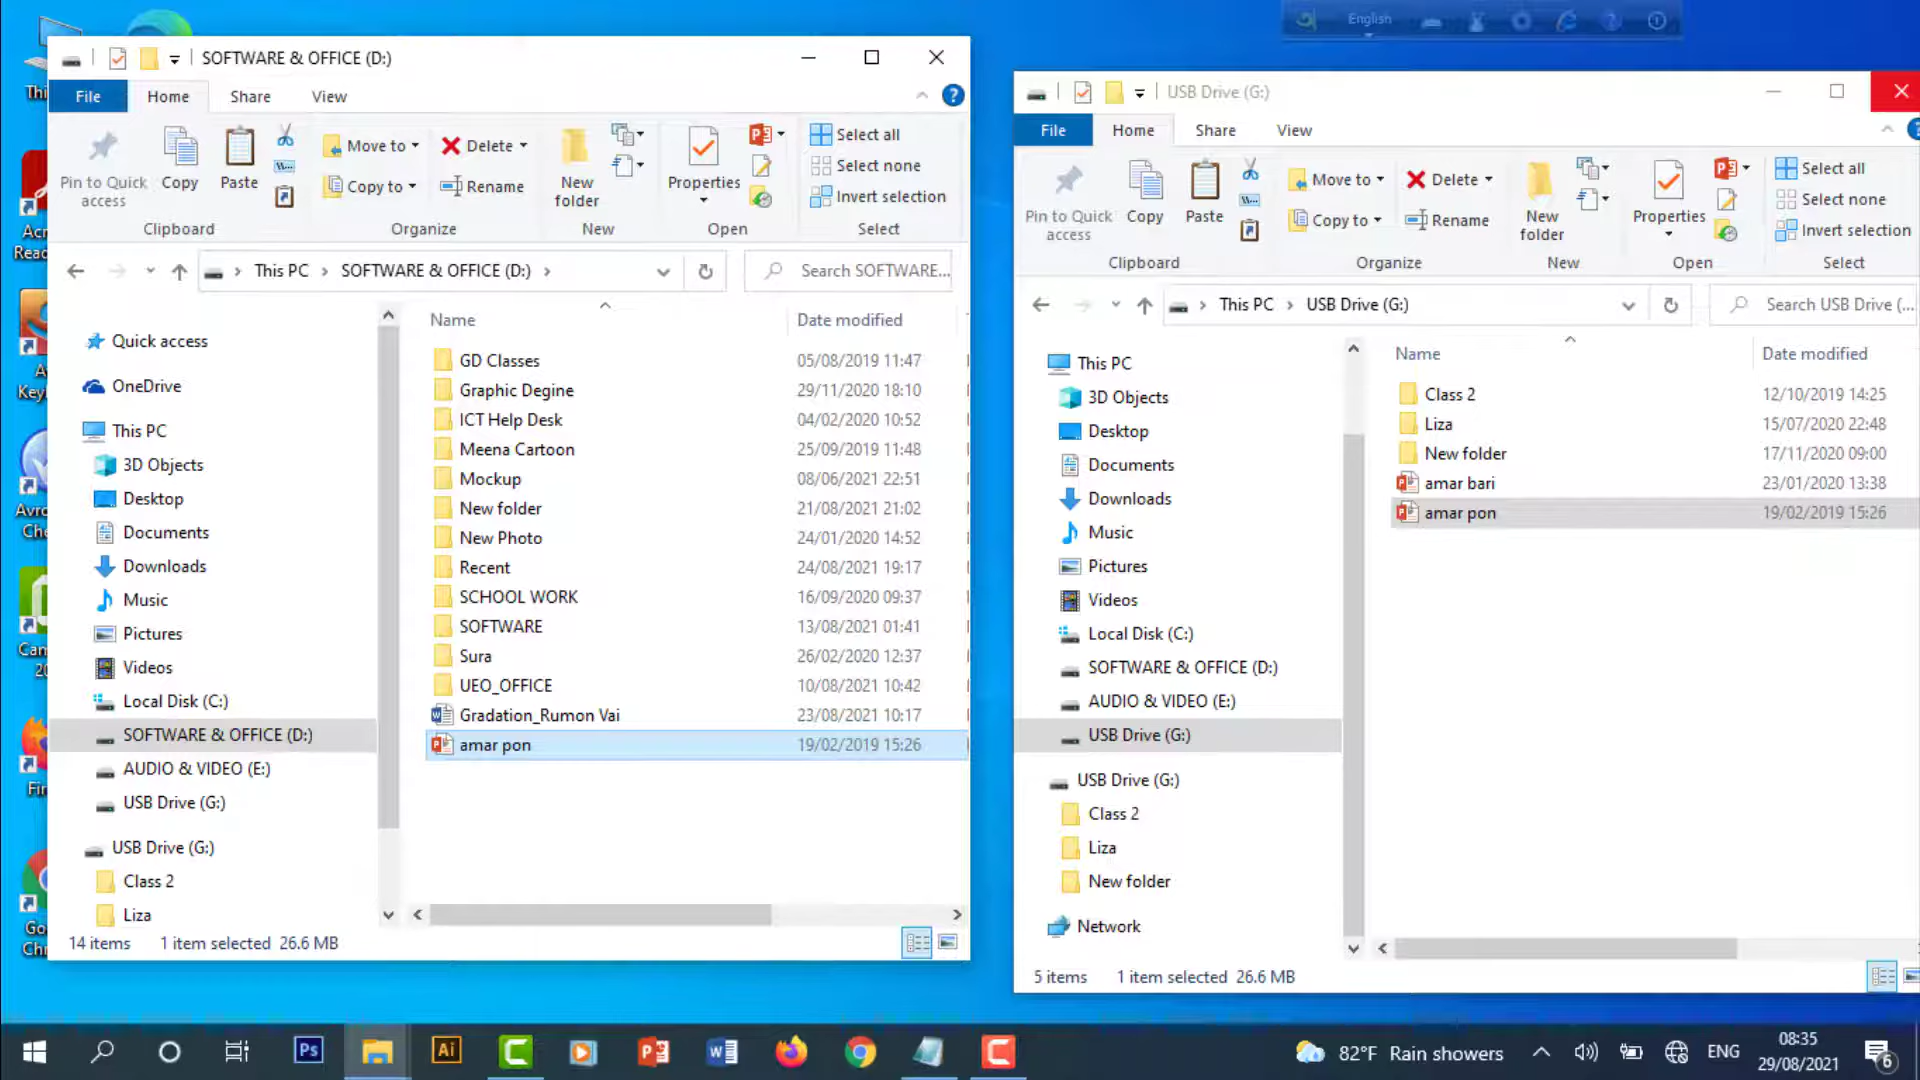 English
Thi
SOFTWARE & OFFICE (D:)
File
Home
Share
View
Pin to Quick
access
Copy
Paste
Move to
Copy to
Delete
Rename
New
folder
Properties
Select all
Select none
Invert selection
Clipboard
Organize
New
Open
Select
This PC
SOFTWARE & OFFICE (D:)
Search SOFTWARE...
Quick access
OneDrive
This PC
3D Objects
Desktop
Documents
Downloads
Music
Pictures
Videos
Local Disk (C:)
SOFTWARE & OFFICE (D:)
AUDIO & VIDEO (E:)
USB Drive (G:)
USB Drive (G:)
Class 2
Liza
Name Date modified
GD Classes 05/08/2019 11:47
Graphic Degine 29/11/2020 18:10
ICT Help Desk 04/02/2020 10:52
Meena Cartoon 25/09/2019 11:48
Mockup 08/06/2021 22:51
New folder 21/08/2021 21:02
New Photo 24/01/2020 14:52
Recent 24/08/2021 19:17
SCHOOL WORK 16/09/2020 09:37
SOFTWARE 13/08/2021 01:41
Sura 26/02/2020 12:37
UEO_OFFICE 10/08/2021 10:42
Gradation_Rumon Vai 23/08/2021 10:17
amar pon 19/02/2019 15:26
14 items 1 item selected 26.6 MB
USB Drive (G:)
File
Home
Share
View
Pin to Quick
access
Copy
Paste
Move to
Copy to
Delete
Rename
New
folder
Properties
Select all
Select none
Invert selection
Clipboard
Organize
New
Open
Select
This PC
USB Drive (G:)
Search USB Drive (...
This PC
3D Objects
Desktop
Documents
Downloads
Music
Pictures
Videos
Local Disk (C:)
SOFTWARE & OFFICE (D:)
AUDIO & VIDEO (E:)
USB Drive (G:)
USB Drive (G:)
Class 2
Liza
New folder
Network
Name Date modified
Class 2 12/10/2019 14:25
Liza 15/07/2020 22:48
New folder 17/11/2020 09:00
amar bari 23/01/2020 13:38
amar pon 19/02/2019 15:26
5 items 1 item selected 26.6 MB
Acr
Read
A
Key
Avro
Che
Cam
20
Fir
Go
Chr
Ps
Ai
82°F Rain showers
ENG
08:35
29/08/2021
6